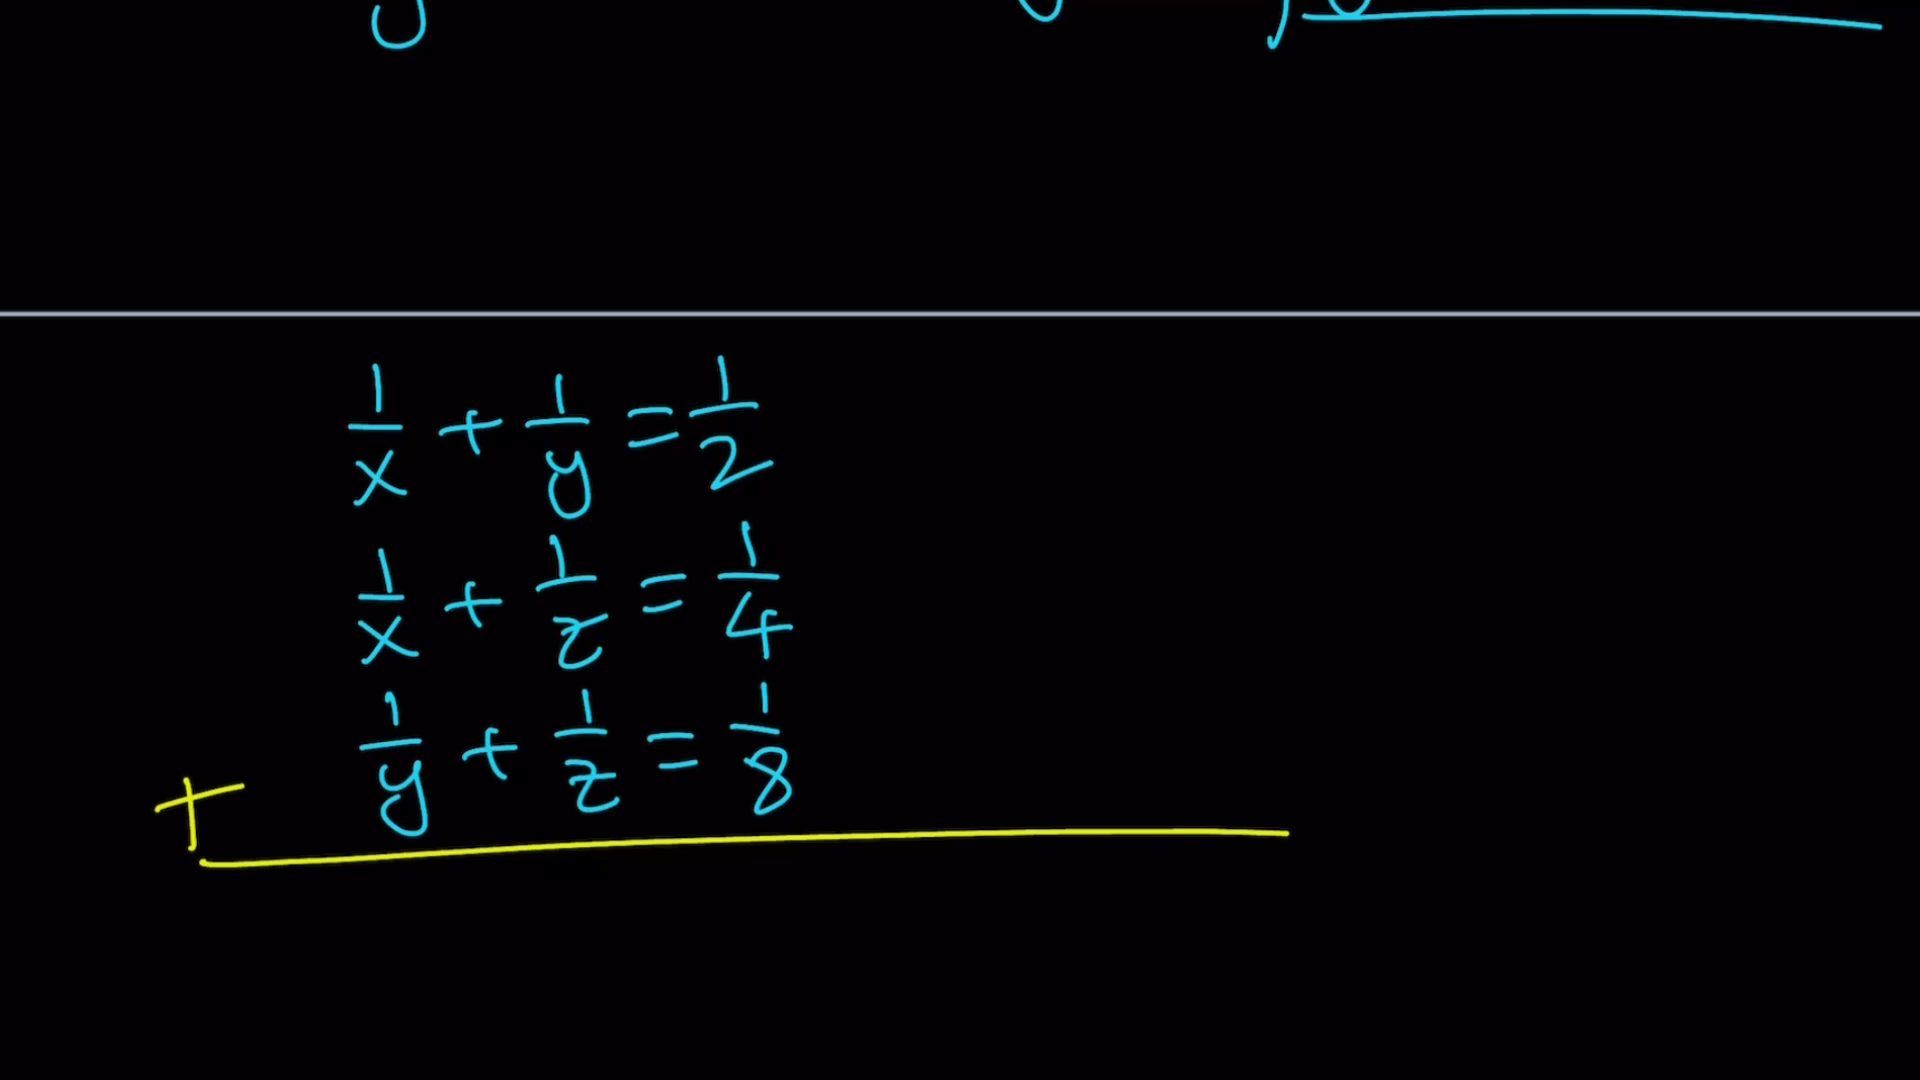 1/x + 1/y = 1/2
1/x + 1/z = 1/4
1/y + 1/z = 1/8
+